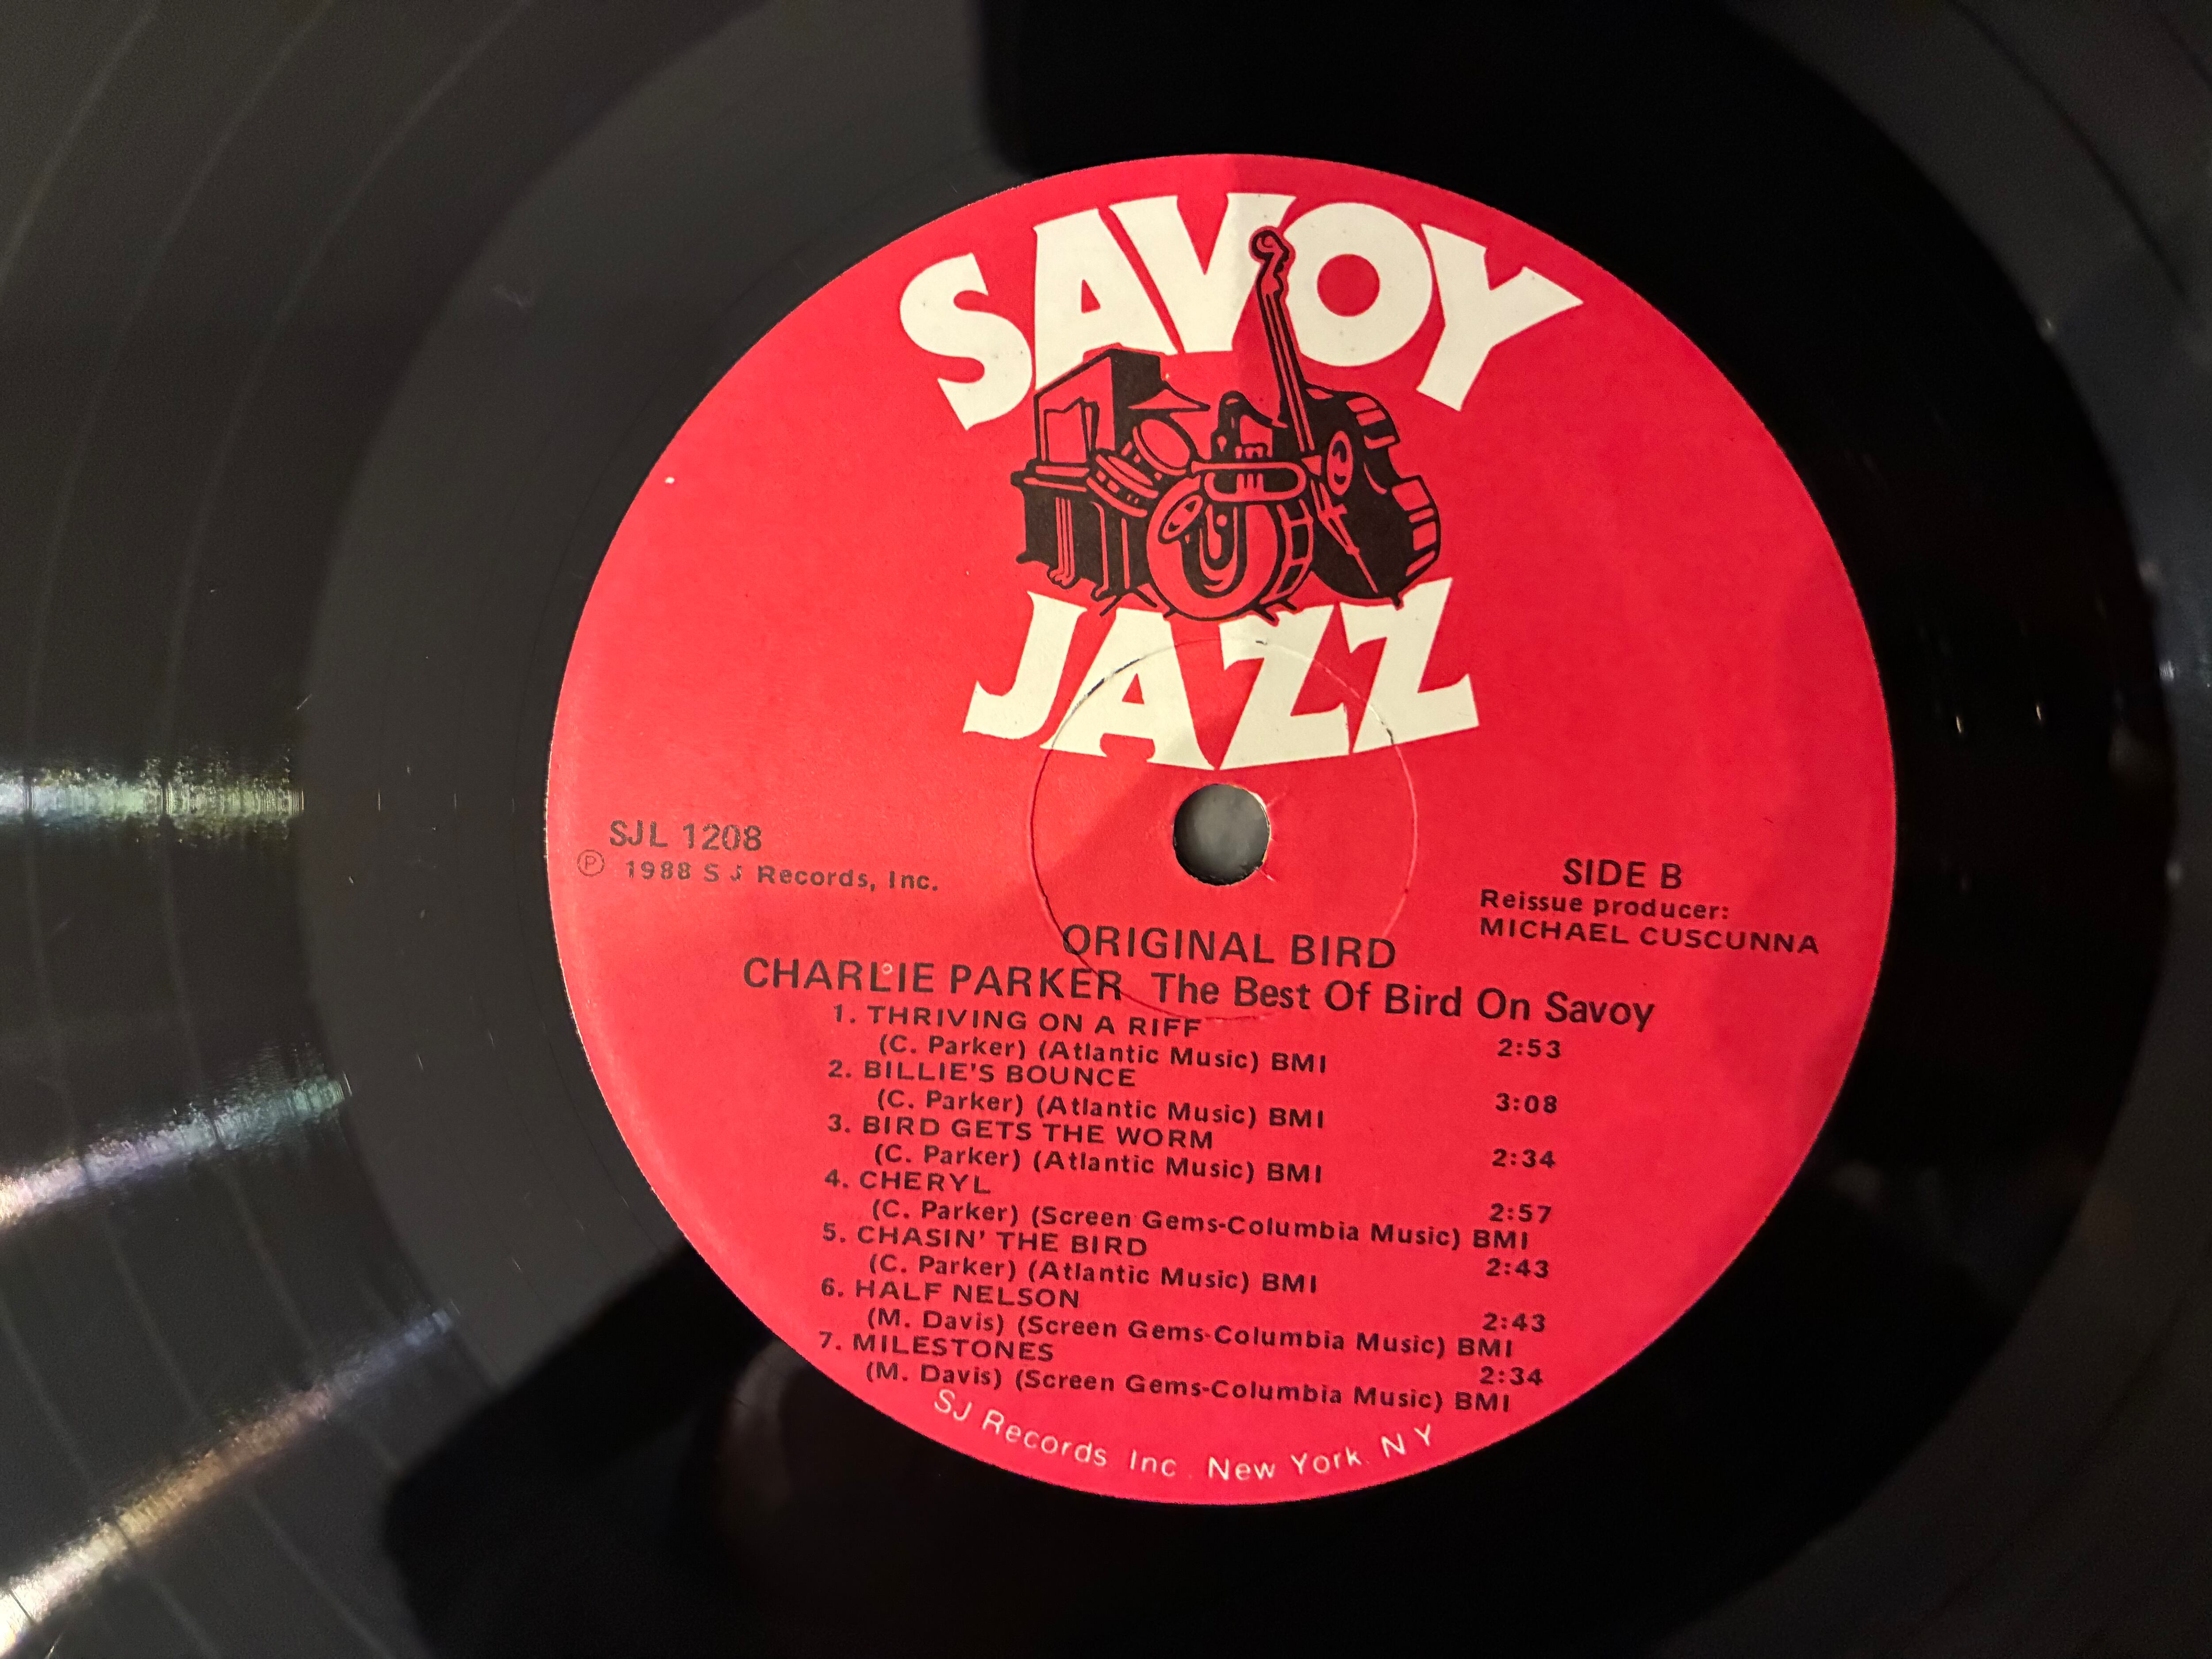 SAVOY
JAZZ
SJL 1208
Ⓟ 1988 S J Records, Inc.
SIDE B
Reissue producer:
MICHAEL CUSCUNNA
ORIGINAL BIRD
CHARLIE PARKER The Best Of Bird On Savoy
1. THRIVING ON A RIFF
(C. Parker) (Atlantic Music) BMI 2:53
2. BILLIE'S BOUNCE
(C. Parker) (Atlantic Music) BMI 3:08
3. BIRD GETS THE WORM
(C. Parker) (Atlantic Music) BMI 2:34
4. CHERYL
(C. Parker) (Screen Gems-Columbia Music) BMI 2:57
5. CHASIN' THE BIRD
(C. Parker) (Atlantic Music) BMI 2:43
6. HALF NELSON
(M. Davis) (Screen Gems-Columbia Music) BMI 2:43
7. MILESTONES
(M. Davis) (Screen Gems-Columbia Music) BMI 2:34
SJ Records Inc. New York. N Y